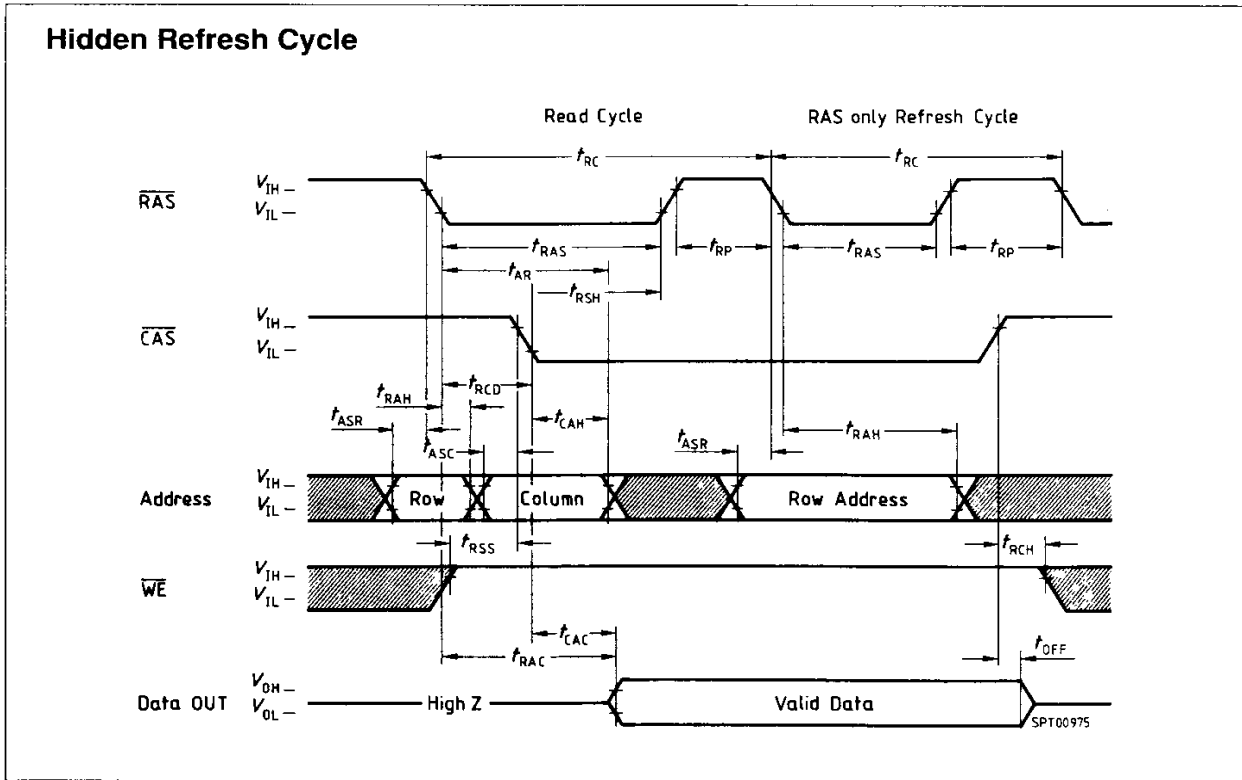 Hidden Refresh Cycle
Read Cycle
RAS only Refresh Cycle
tRC
tRC
RAS
VIH
VIL
tRAS
tRP
tRAS
tRP
tAR
tRSH
CAS
VIH
VIL
tRAH
tRCD
tASR
tCAH
tASC
tASR
tRAH
Address
VIH
VIL
Row
Column
Row Address
tRSS
tRCH
WE
VIH
VIL
tCAC
tRAC
tOFF
Data OUT
VOH
VOL
High Z
Valid Data
SPT00975